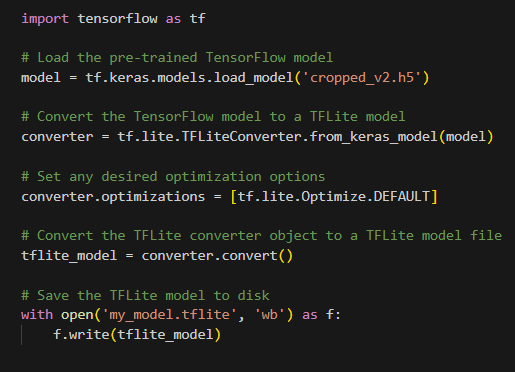 import tensorflow as tf
# Load the pre-trained TensorFlow model
model = tf.keras.models.load_model('cropped_v2.h5')
# Convert the TensorFlow model to a TFLite model
converter = tf.lite.TFLiteConverter.from_keras_model(model)
# Set any desired optimization options
converter.optimizations = [tf.lite.Optimize.DEFAULT]
# Convert the TFLite converter object to a TFLite model file
tflite_model = converter.convert()
# Save the TFLite model to disk
with open('my_model.tflite', 'wb') as f:
    f.write(tflite_model)